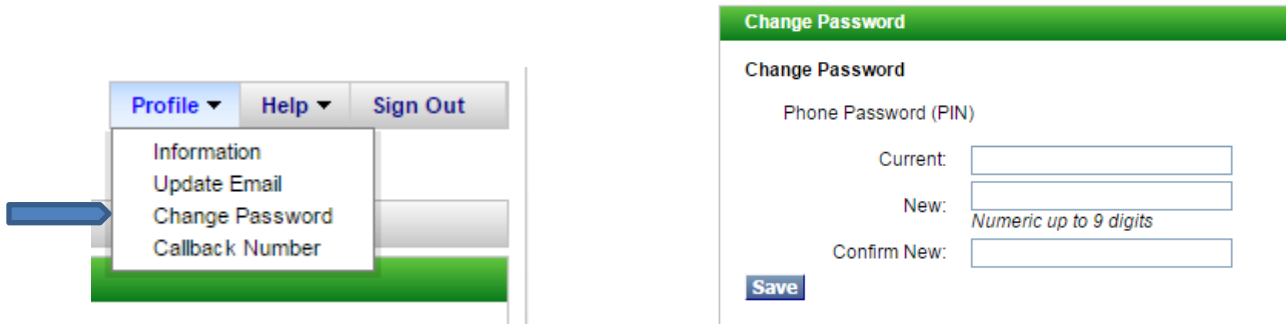 Profile Help Sign Out
Information
Update Email
Change Password
Callback Number
Change Password
Change Password
Phone Password (PIN)
Current:
New:
Numeric up to 9 digits
Confirm New:
Save